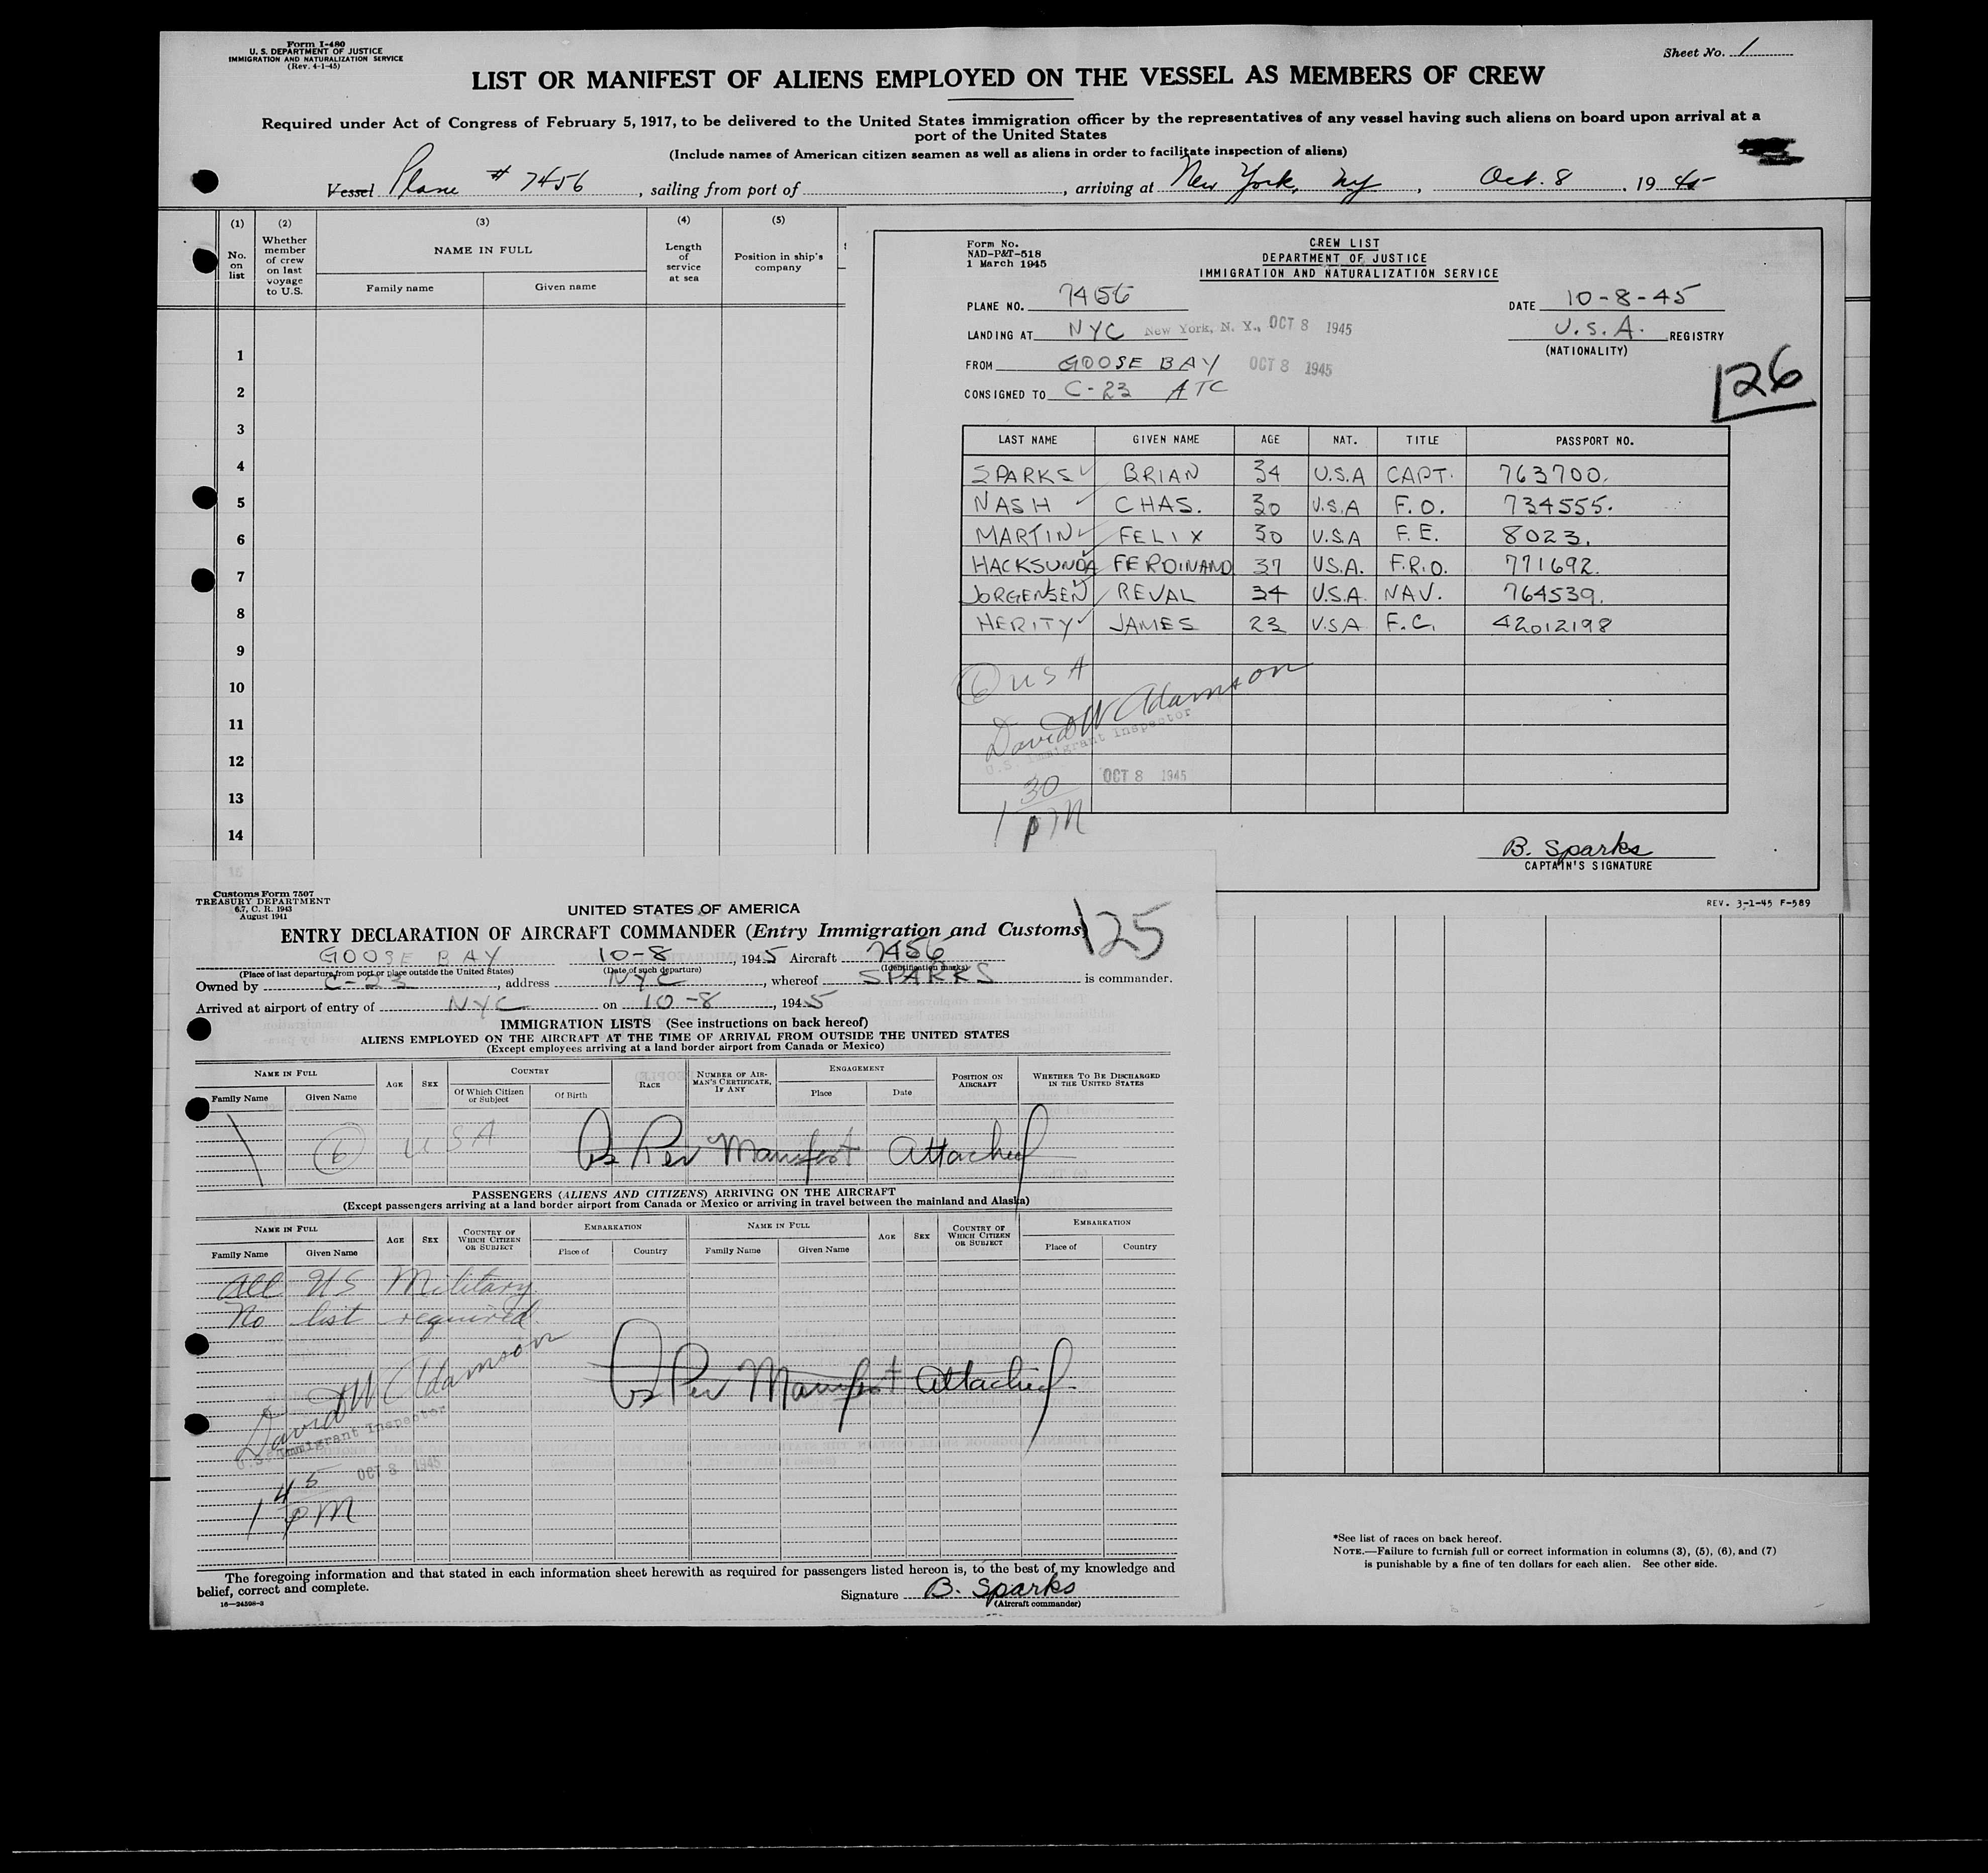 Form I-480
U. S. DEPARTMENT OF JUSTICE
IMMIGRATION AND NATURALIZATION SERVICE
(Rev. 4-1-45)
Sheet No. 1
LIST OR MANIFEST OF ALIENS EMPLOYED ON THE VESSEL AS MEMBERS OF CREW
Required under Act of Congress of February 5, 1917, to be delivered to the United States immigration officer by the representatives of any vessel having such aliens on board upon arrival at a
port of the United States
(Include names of American citizen seamen as well as aliens in order to facilitate inspection of aliens)
Vessel Plane # 7456, sailing from port of, arriving at New York, NY, Oct. 8, 1945
(1) (2) (3) (4) (5)
No. on list
Whether member of crew on last voyage to U.S.
NAME IN FULL
Family name Given name
Length of service at sea
Position in ship's company
1
2
3
4
5
6
7
8
9
10
11
12
13
14
Form No.
NAD-P&T-518
1 March 1945
CREW LIST
DEPARTMENT OF JUSTICE
IMMIGRATION AND NATURALIZATION SERVICE
PLANE NO. 7456 DATE 10-8-45
LANDING AT NYC New York, N. Y., OCT 8 1945 U.S.A. REGISTRY
(NATIONALITY)
FROM GOOSE BAY OCT 8 1945
CONSIGNED TO C-23 ATC
126
LAST NAME GIVEN NAME AGE NAT. TITLE PASSPORT NO.
SPARKS BRIAN 34 U.S.A CAPT. 763700.
NASH CHAS. 30 U.S.A F.O. 734555.
MARTIN FELIX 30 U.S.A F.E. 8023.
HACKSUNDA FERDINAND 37 U.S.A. F.R.O. 771692.
JORGENSEN REVAL 34 U.S.A. NAV. 764539.
HERITY JAMES 23 U.S.A F.C. 42012198
6 USA
David W Adamson
U.S. Immigrant Inspector
OCT 8 1945
1 30 PM
B. Sparks
CAPTAIN'S SIGNATURE
REV. 3-1-45 F-589
Customs Form 7507
TREASURY DEPARTMENT
6.7, C. R. 1943
August 1941
UNITED STATES OF AMERICA
125
ENTRY DECLARATION OF AIRCRAFT COMMANDER (Entry Immigration and Customs)
GOOSE BAY 10-8, 1945 Aircraft 7456
(Place of last departure from port or place outside the United States) (Date of such departure) (Identification marks)
Owned by C-23, address NYC, whereof SPARKS is commander.
Arrived at airport of entry of NYC on 10-8, 1945
IMMIGRATION LISTS (See instructions on back hereof)
ALIENS EMPLOYED ON THE AIRCRAFT AT THE TIME OF ARRIVAL FROM OUTSIDE THE UNITED STATES
(Except employees arriving at a land border airport from Canada or Mexico)
NAME IN FULL AGE SEX COUNTRY RACE NUMBER OF AIRMAN'S CERTIFICATE, IF ANY ENGAGEMENT POSITION ON AIRCRAFT WHETHER TO BE DISCHARGED IN THE UNITED STATES
Family Name Given Name Of Which Citizen or Subject Of Birth Place Date
6 USA As Per Manifest Attached
PASSENGERS (ALIENS AND CITIZENS) ARRIVING ON THE AIRCRAFT
(Except passengers arriving at a land border airport from Canada or Mexico or arriving in travel between the mainland and Alaska)
NAME IN FULL AGE SEX COUNTRY OF WHICH CITIZEN OR SUBJECT EMBARKATION NAME IN FULL AGE SEX COUNTRY OF WHICH CITIZEN OR SUBJECT EMBARKATION
Family Name Given Name Place of Country Family Name Given Name Place of Country
All US Military
No list required.
As Per Manifest Attached
David W Adamson
U.S. Immigrant Inspector
OCT 8 1945
1 45 PM
The foregoing information and that stated in each information sheet herewith as required for passengers listed hereon is, to the best of my knowledge and
belief, correct and complete.
Signature B. Sparks
(Aircraft commander)
16—24598-3
*See list of races on back hereof.
NOTE.—Failure to furnish full or correct information in columns (3), (5), (6), and (7)
is punishable by a fine of ten dollars for each alien. See other side.